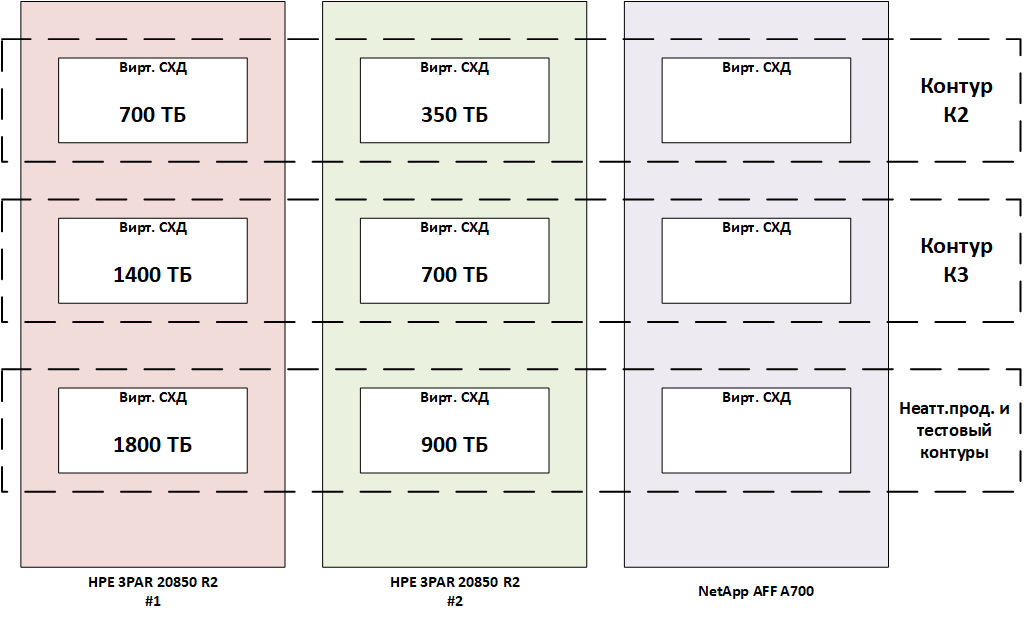 Вирт. СХД
700 ТБ
Вирт. СХД
350 ТБ
Вирт. СХД
Контур
К2
Вирт. СХД
1400 ТБ
Вирт. СХД
700 ТБ
Вирт. СХД
Контур
К3
Вирт. СХД
1800 ТБ
Вирт. СХД
900 ТБ
Вирт. СХД
Неатт.прод. и
тестовый
контуры
HPE 3PAR 20850 R2
#1
HPE 3PAR 20850 R2
#2
NetApp AFF A700